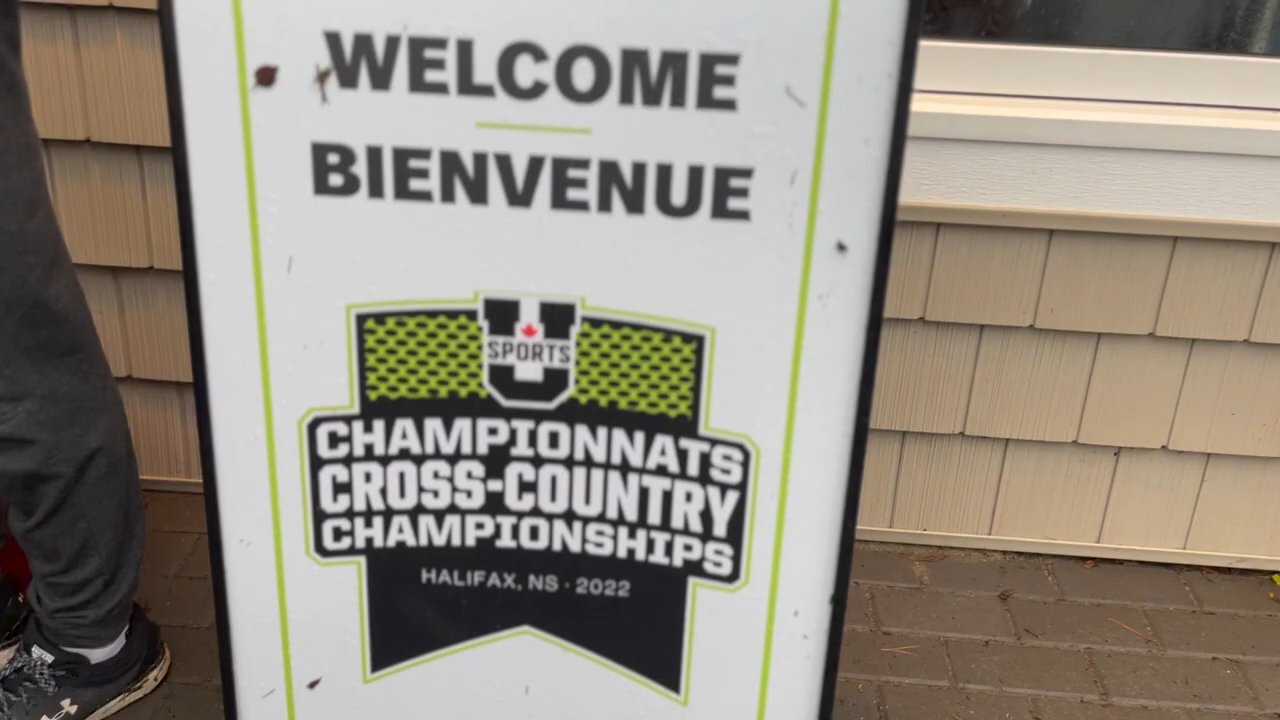 WELCOME
BIENVENUE
U
SPORTS
CHAMPIONNATS
CROSS-COUNTRY
CHAMPIONSHIPS
HALIFAX, NS · 2022